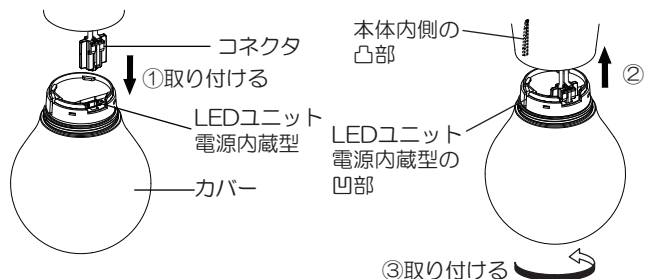 コネクタ
①取り付ける
LEDユニット
電源内蔵型
カバー
本体内側の
凸部
②
LEDユニット
電源内蔵型の
凹部
③取り付ける